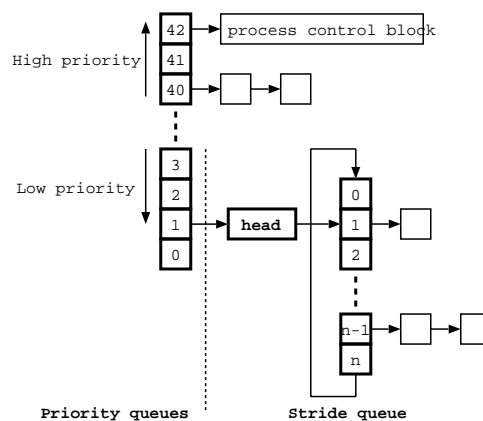 42
process control block
High priority
41
40
3
Low priority
2
1
0
head
0
1
2
n-1
n
Priority queues
Stride queue